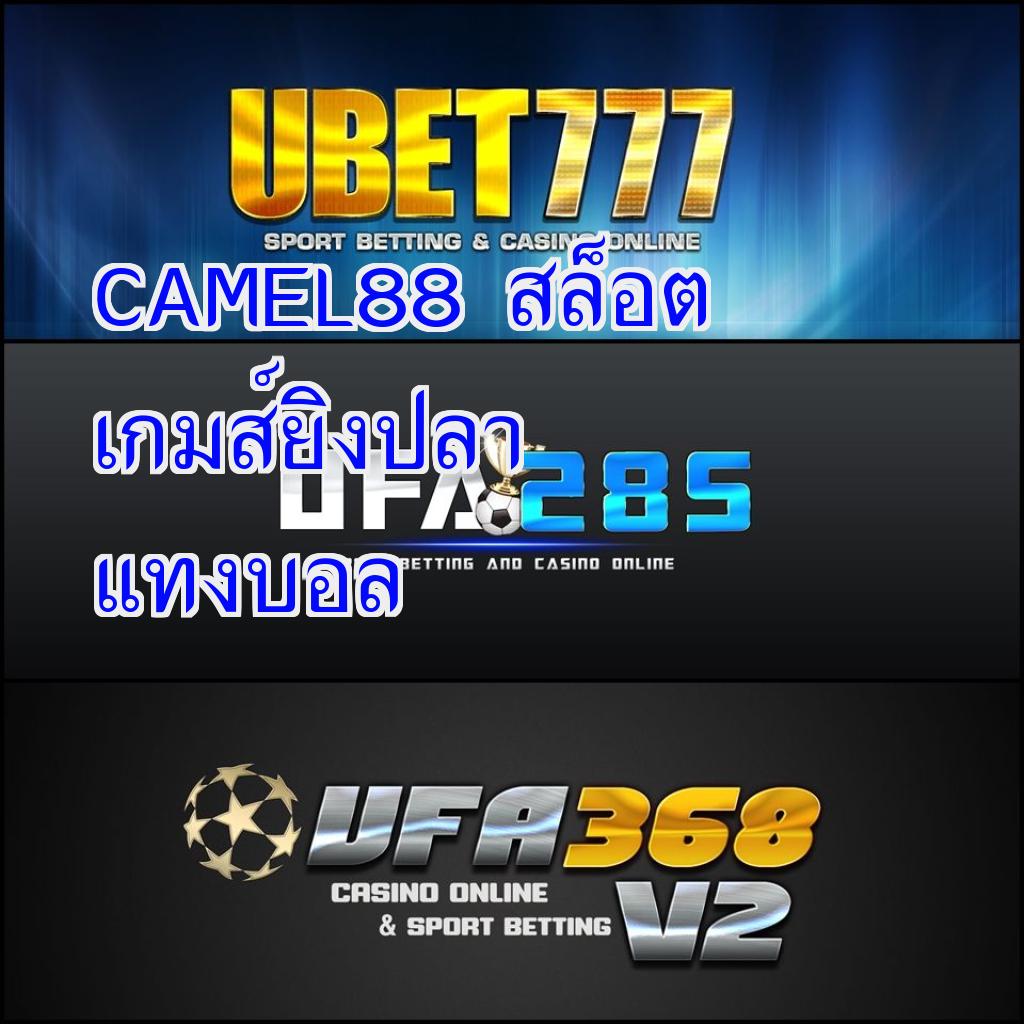 UBET777
SPORT BETTING & CASINO ONLINE
CAMEL88 สล็อต
เกมส์ยิงปลา
UFA285
แทงบอล
BETTING AND CASINO ONLINE
UFA368
CASINO ONLINE
& SPORT BETTING
V2